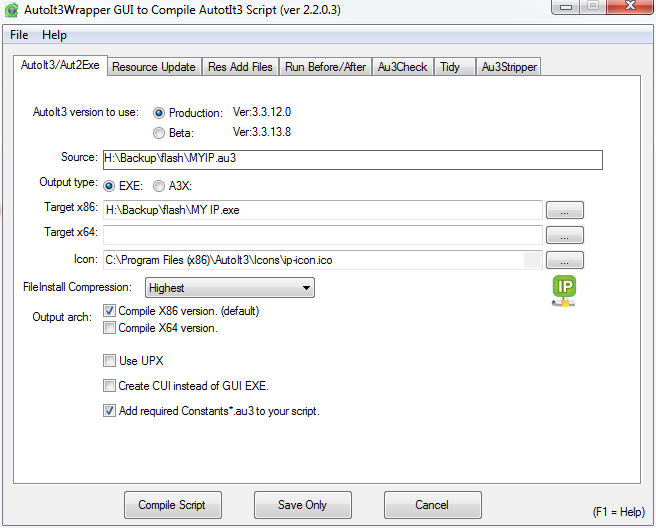 AutoIt3Wrapper GUI to Compile AutotIt3 Script (ver 2.2.0.3)
File Help
AutoIt3/Aut2Exe Resource Update Res Add Files Run Before/After Au3Check Tidy Au3Stripper
AutoIt3 version to use: Production: Ver:3.3.12.0
Beta: Ver:3.3.13.8
Source: H:\Backup\flash\MYIP.au3
Output type: EXE: A3X:
Target x86: H:\Backup\flash\MY IP.exe ...
Target x64: ...
Icon: C:\Program Files (x86)\AutoIt3\Icons\ip-icon.ico ...
FileInstall Compression: Highest
IP
Output arch: Compile X86 version. (default)
Compile X64 version.
Use UPX
Create CUI instead of GUI EXE.
Add required Constants*.au3 to your script.
Compile Script Save Only Cancel
(F1 = Help)